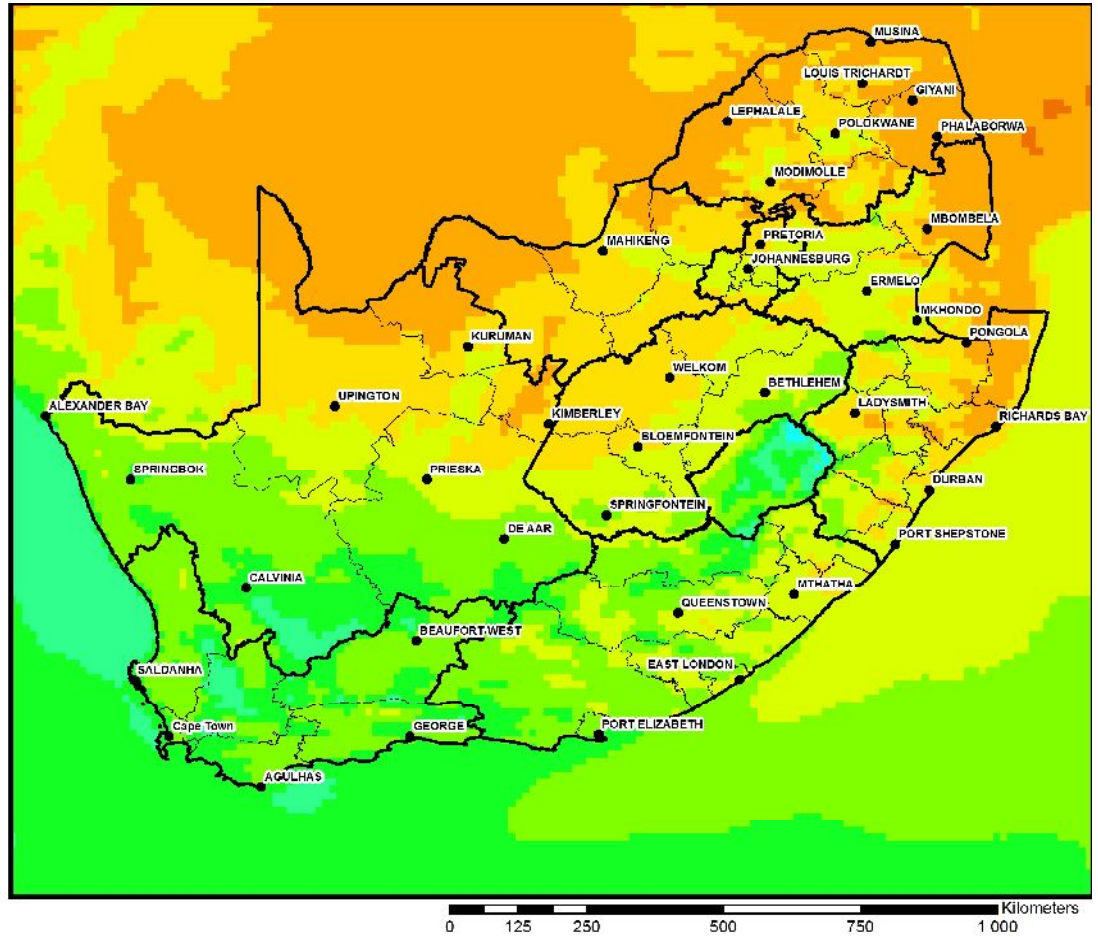 MUSINA
LOUIS TRICHARDT
GIYANI
LEPHALALE
POLOKWANE
PHALABORWA
MODIMOLLE
MBOMBELA
PRETORIA
MAHIKENG
JOHANNESBURG
ERMELO
MKHONDO
PONGOLA
KURUMAN
WELKOM
BETHLEHEM
UPINGTON
ALEXANDER BAY
KIMBERLEY
LADYSMITH
RICHARDS BAY
BLOEMFONTEIN
SPRINGBOK
PRIESKA
DURBAN
SPRINGFONTEIN
DE AAR
PORT SHEPSTONE
CALVINIA
MTHATHA
QUEENSTOWN
BEAUFORT WEST
EAST LONDON
SALDANHA
Cape Town
GEORGE
PORT ELIZABETH
AGULHAS
Kilometers
0 125 250 500 750 1 000